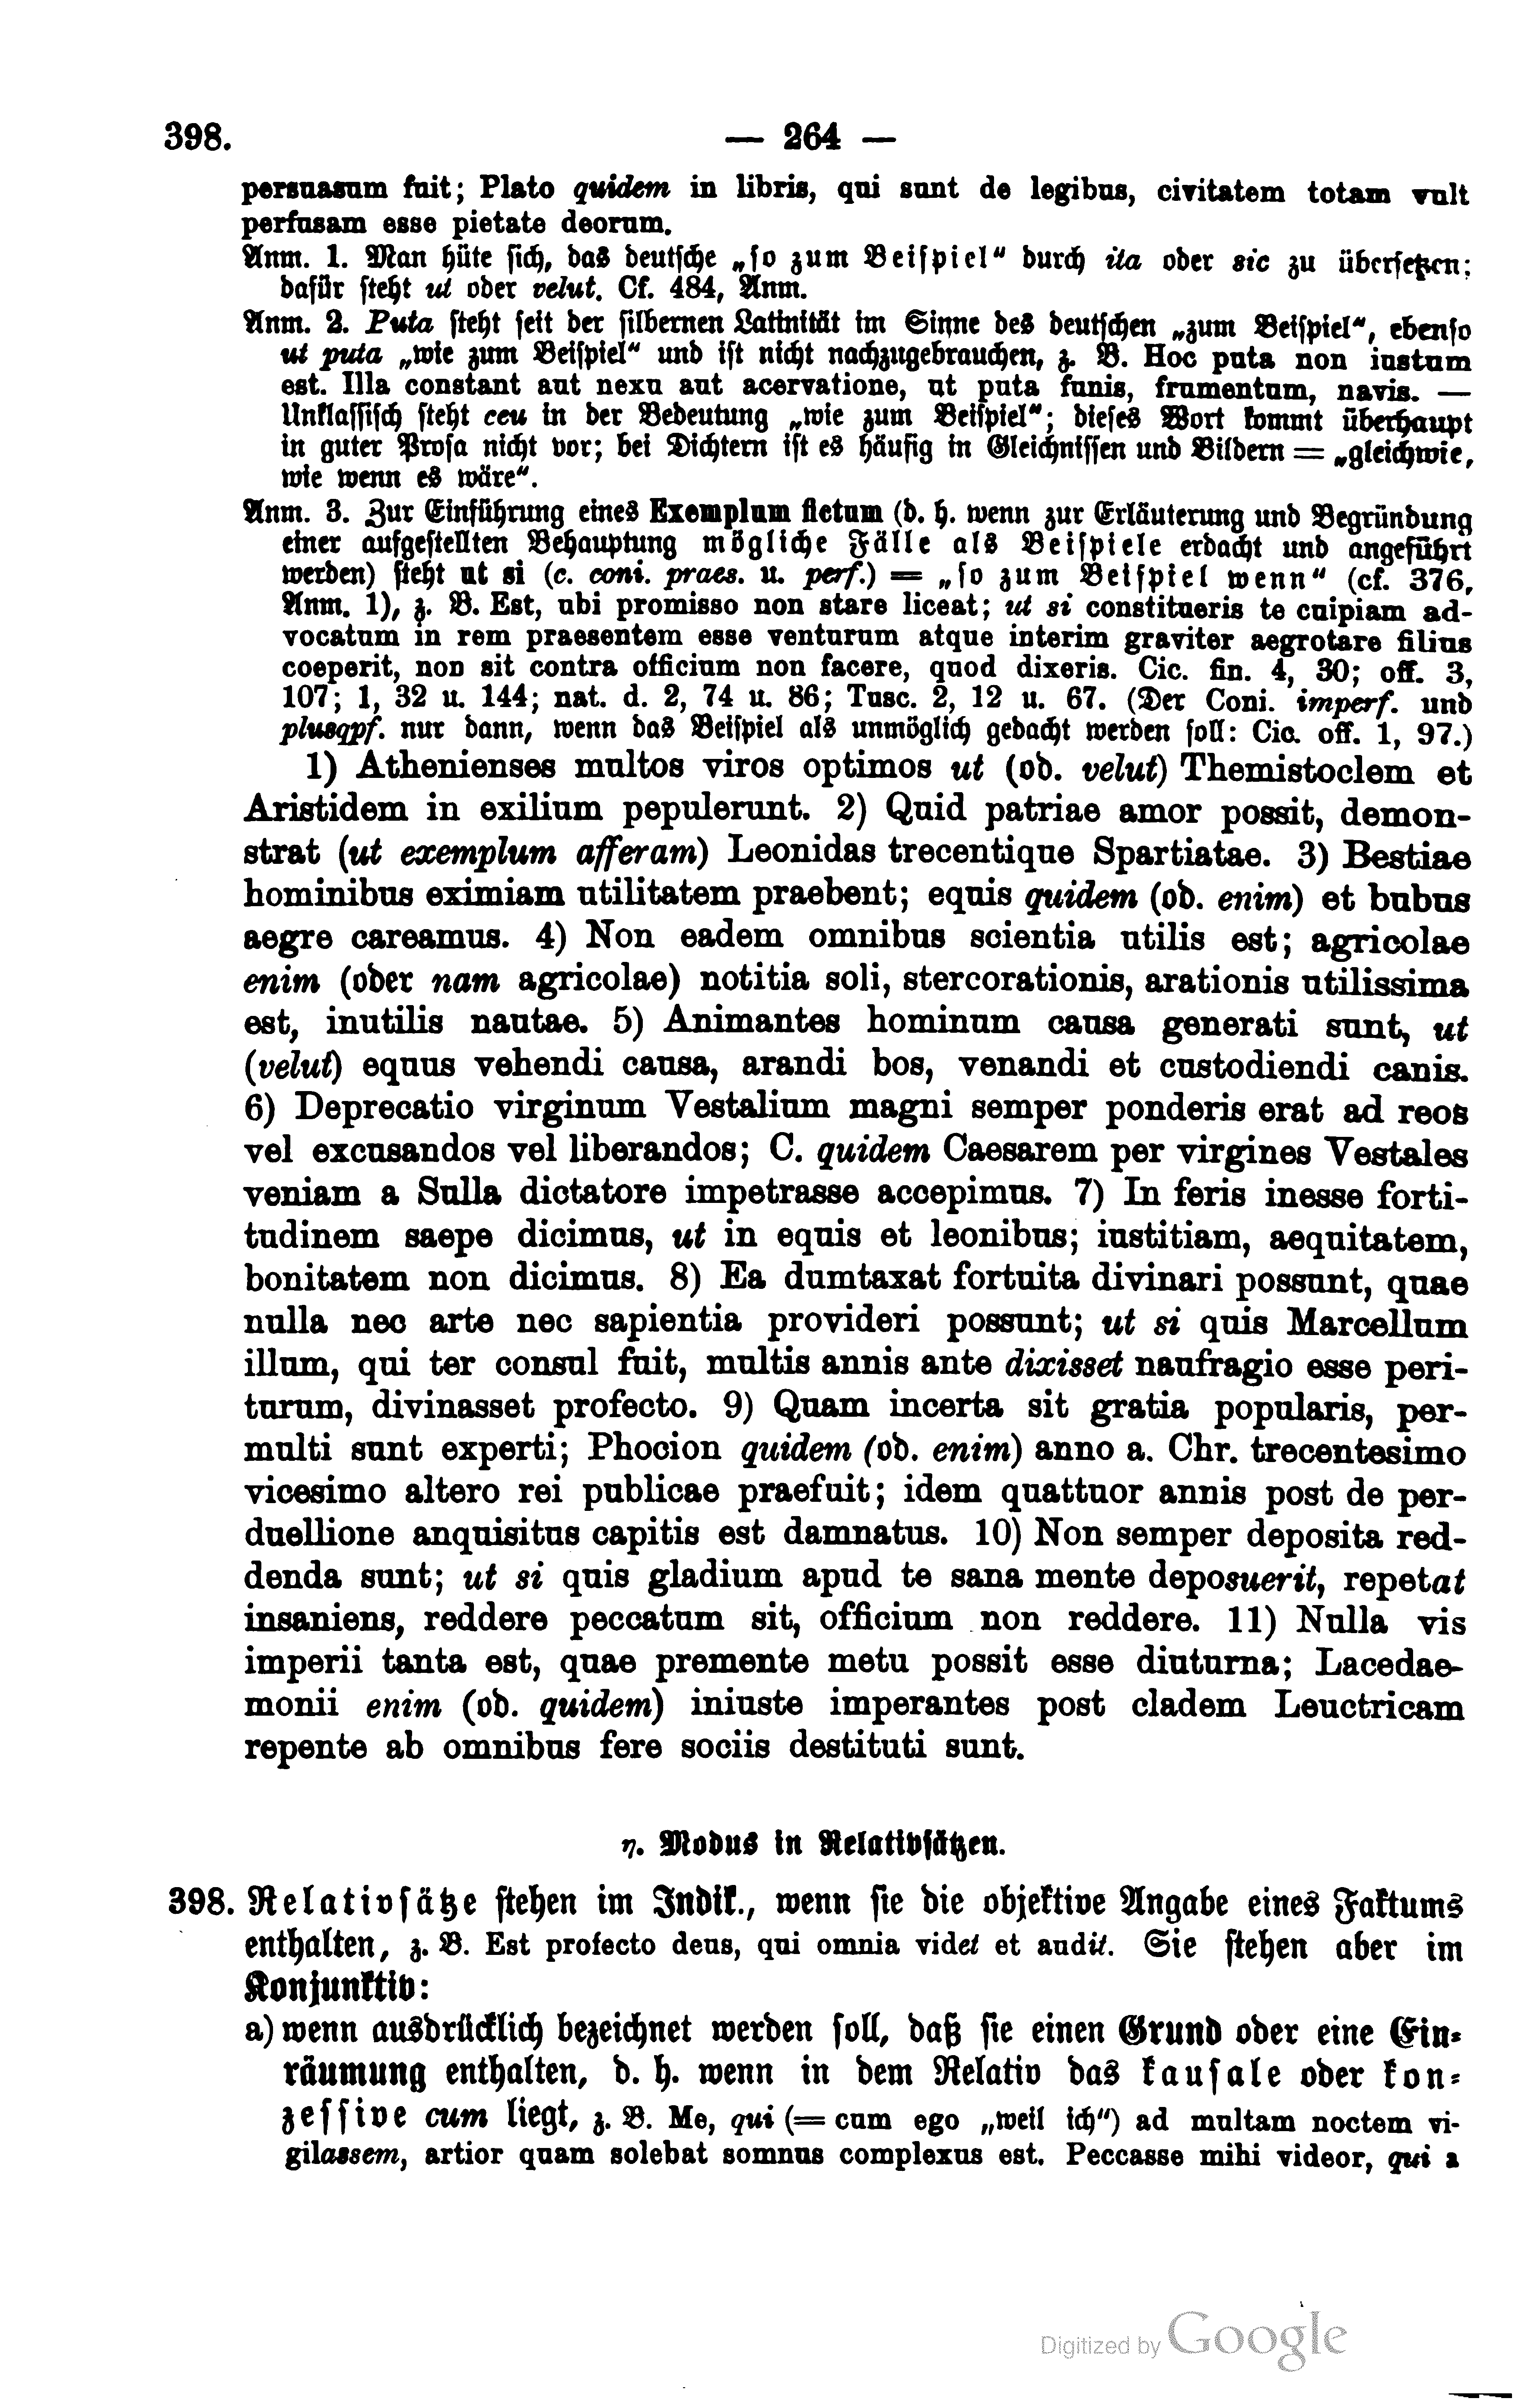 398. — 264 —
persuasum fuit; Plato quidem in libris, qui sunt de legibus, civitatem totam vult
perfusam esse pietate deorum.
Anm. 1. Man hüte sich, das deutsche „so zum Beispiel“ durch ita oder sic zu übersetzen;
dafür steht ut oder velut. Cf. 484, Anm.
Anm. 2. Puta steht seit der silbernen Latinität im Sinne des deutschen „zum Beispiel“, ebenso
ut puta „wie zum Beispiel“ und ist nicht nachzugebrauchen, z. B. Hoc puta non iustum
est. Illa constant aut nexu aut acervatione, ut puta funis, frumentum, navis. —
Unklassisch steht ceu in der Bedeutung „wie zum Beispiel“; dieses Wort kommt überhaupt
in guter Prosa nicht vor; bei Dichtern ist es häufig in Gleichnissen und Bildern = „gleichwie,
wie wenn es wäre“.
Anm. 3. Zur Einführung eines Exemplum fictum (d. h. wenn zur Erläuterung und Begründung
einer aufgestellten Behauptung mögliche Fälle als Beispiele erdacht und angeführt
werden) steht ut si (c. coni. praes. u. perf.) = „so zum Beispiel wenn“ (cf. 376,
Anm. 1), z. B. Est, ubi promisso non stare liceat; ut si constitueris te cuipiam ad-
vocatum in rem praesentem esse venturum atque interim graviter aegrotare filius
coeperit, non sit contra officium non facere, quod dixeris. Cic. fin. 4, 30; off. 3,
107; 1, 32 u. 144; nat. d. 2, 74 u. 86; Tusc. 2, 12 u. 67. (Der Coni. imperf. und
plusqpf. nur dann, wenn das Beispiel als unmöglich gedacht werden soll: Cic. off. 1, 97.)
1) Athenienses multos viros optimos ut (od. velut) Themistoclem et
Aristidem in exilium pepulerunt. 2) Quid patriae amor possit, demon-
strat (ut exemplum afferam) Leonidas trecentique Spartiatae. 3) Bestiae
hominibus eximiam utilitatem praebent; equis quidem (od. enim) et bubus
aegre careamus. 4) Non eadem omnibus scientia utilis est; agricolae
enim (oder nam agricolae) notitia soli, stercorationis, arationis utilissima
est, inutilis nautae. 5) Animantes hominum causa generati sunt, ut
(velut) equus vehendi causa, arandi bos, venandi et custodiendi canis.
6) Deprecatio virginum Vestalium magni semper ponderis erat ad reos
vel excusandos vel liberandos; C. quidem Caesarem per virgines Vestales
veniam a Sulla dictatore impetrasse accepimus. 7) In feris inesse forti-
tudinem saepe dicimus, ut in equis et leonibus; iustitiam, aequitatem,
bonitatem non dicimus. 8) Ea dumtaxat fortuita divinari possunt, quae
nulla nec arte nec sapientia provideri possunt; ut si quis Marcellum
illum, qui ter consul fuit, multis annis ante dixisset naufragio esse peri-
turum, divinasset profecto. 9) Quam incerta sit gratia popularis, per-
multi sunt experti; Phocion quidem (od. enim) anno a. Chr. trecentesimo
vicesimo altero rei publicae praefuit; idem quattuor annis post de per-
duellione anquisitus capitis est damnatus. 10) Non semper deposita red-
denda sunt; ut si quis gladium apud te sana mente deposuerit, repetat
insaniens, reddere peccatum sit, officium non reddere. 11) Nulla vis
imperii tanta est, quae premente metu possit esse diuturna; Lacedae-
monii enim (od. quidem) iniuste imperantes post cladem Leuctricam
repente ab omnibus fere sociis destituti sunt.
η. Modus in Relativsätzen.
398. Relativsätze stehen im Indik., wenn sie die objektive Angabe eines Faktums
enthalten, z. B. Est profecto deus, qui omnia videt et audit. Sie stehen aber im
Konjunktiv:
a) wenn ausdrücklich bezeichnet werden soll, daß sie einen Grund oder eine Ein-
räumung enthalten, d. h. wenn in dem Relativ das kausale oder kon-
zessive cum liegt, z. B. Me, qui (= cum ego „weil ich“) ad multam noctem vi-
gilassem, artior quam solebat somnus complexus est. Peccasse mihi videor, qui a
Digitized by Google